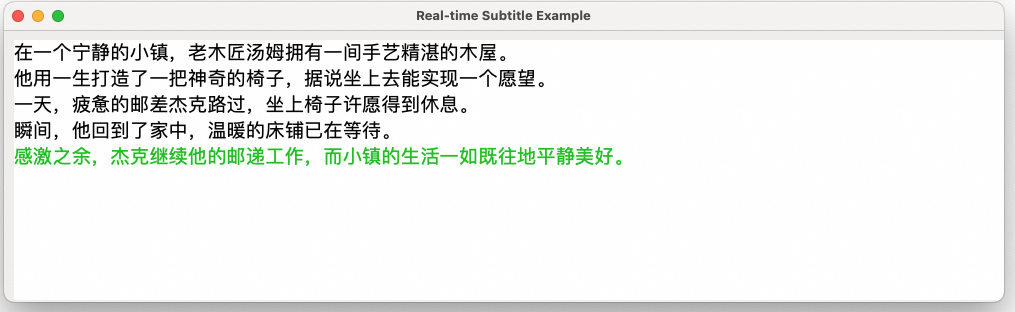 Real-time Subtitle Example
在一个宁静的小镇，老木匠汤姆拥有一间手艺精湛的木屋。
他用一生打造了一把神奇的椅子，据说坐上去能实现一个愿望。
一天，疲惫的邮差杰克路过，坐上椅子许愿得到休息。
瞬间，他回到了家中，温暖的床铺已在等待。
感激之余，杰克继续他的邮递工作，而小镇的生活一如既往地平静美好。